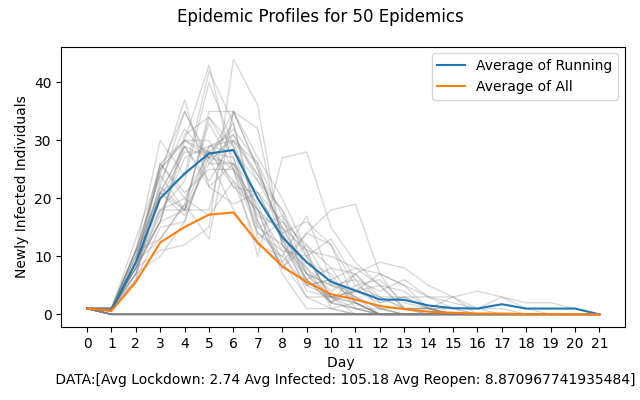 Epidemic Profiles for 50 Epidemics
Newly Infected Individuals
40
30
20
10
0
Average of Running
Average of All
0 1 2 3 4 5 6 7 8 9 10 11 12 13 14 15 16 17 18 19 20 21
Day
DATA:[Avg Lockdown: 2.74 Avg Infected: 105.18 Avg Reopen: 8.870967741935484]